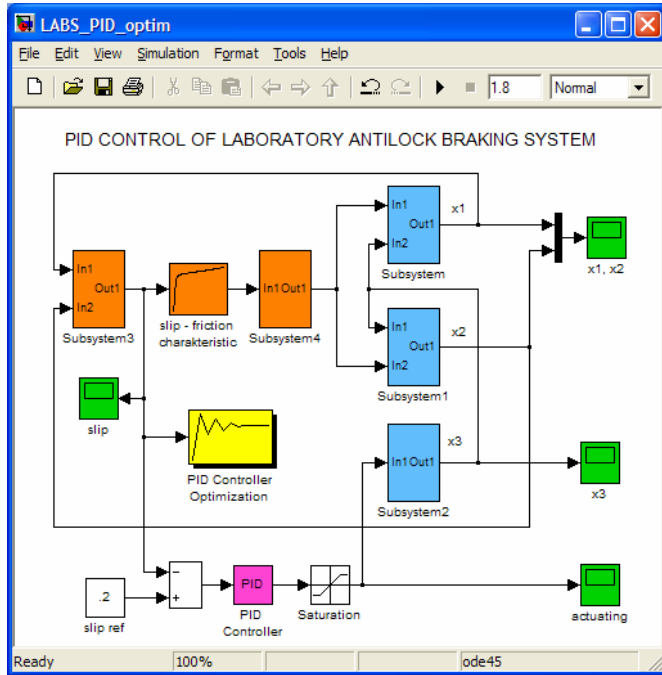 LABS_PID_optim
File Edit View Simulation Format Tools Help
1.8 Normal
PID CONTROL OF LABORATORY ANTILOCK BRAKING SYSTEM
In1
In2
Out1
Subsystem
x1
x1, x2
In1
In2
Out1
Subsystem3
slip - friction
charakteristic
In1 Out1
Subsystem4
In1
In2
Out1
Subsystem1
x2
slip
PID Controller
Optimization
In1 Out1
Subsystem2
x3
x3
.2
slip ref
−
+
PID
PID
Controller
Saturation
actuating
Ready 100% ode45